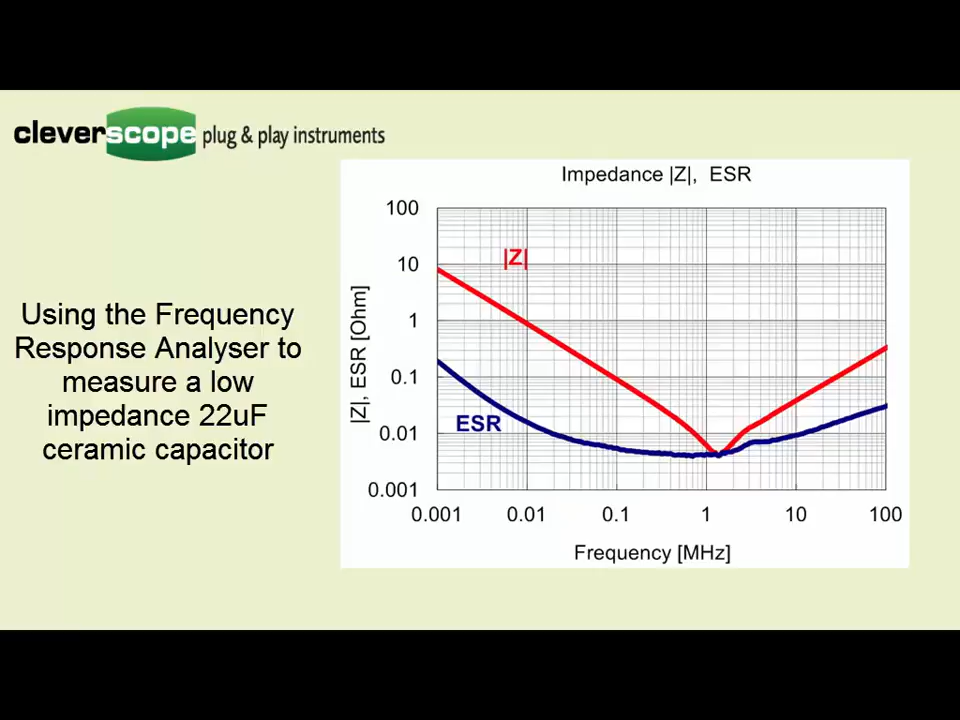 cleverscope plug & play instruments
Impedance |Z|, ESR
Using the Frequency
Response Analyser to
measure a low
impedance 22uF
ceramic capacitor
|Z|, ESR [Ohm]
100
10
1
0.1
0.01
0.001
|Z|
ESR
0.001 0.01 0.1 1 10 100
Frequency [MHz]